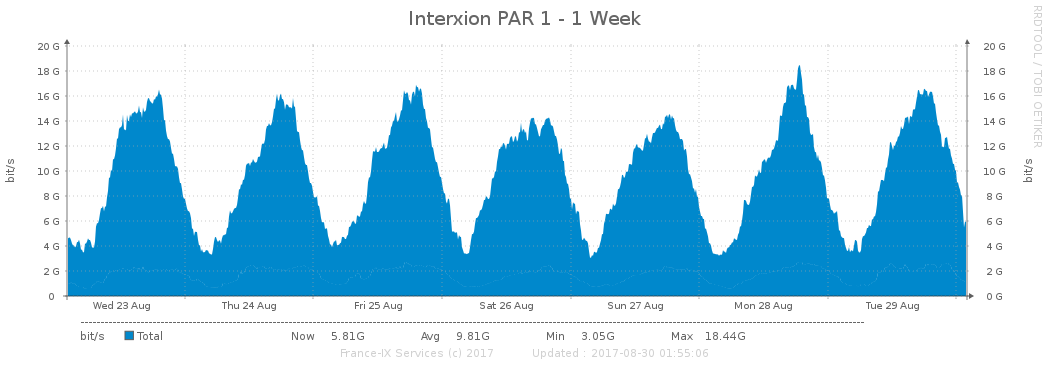 Interxion PAR 1 - 1 Week
RRDTOOL / TOBI OETIKER
20 G 20 G
18 G 18 G
16 G 16 G
14 G 14 G
12 G 12 G
10 G 10 G
8 G 8 G
6 G 6 G
4 G 4 G
2 G 2 G
0 0 G
bit/s bit/s
Wed 23 Aug Thu 24 Aug Fri 25 Aug Sat 26 Aug Sun 27 Aug Mon 28 Aug Tue 29 Aug
bit/s Total Now 5.81G Avg 9.81G Min 3.05G Max 18.44G
France-IX Services (c) 2017 Updated : 2017-08-30 01:55:06